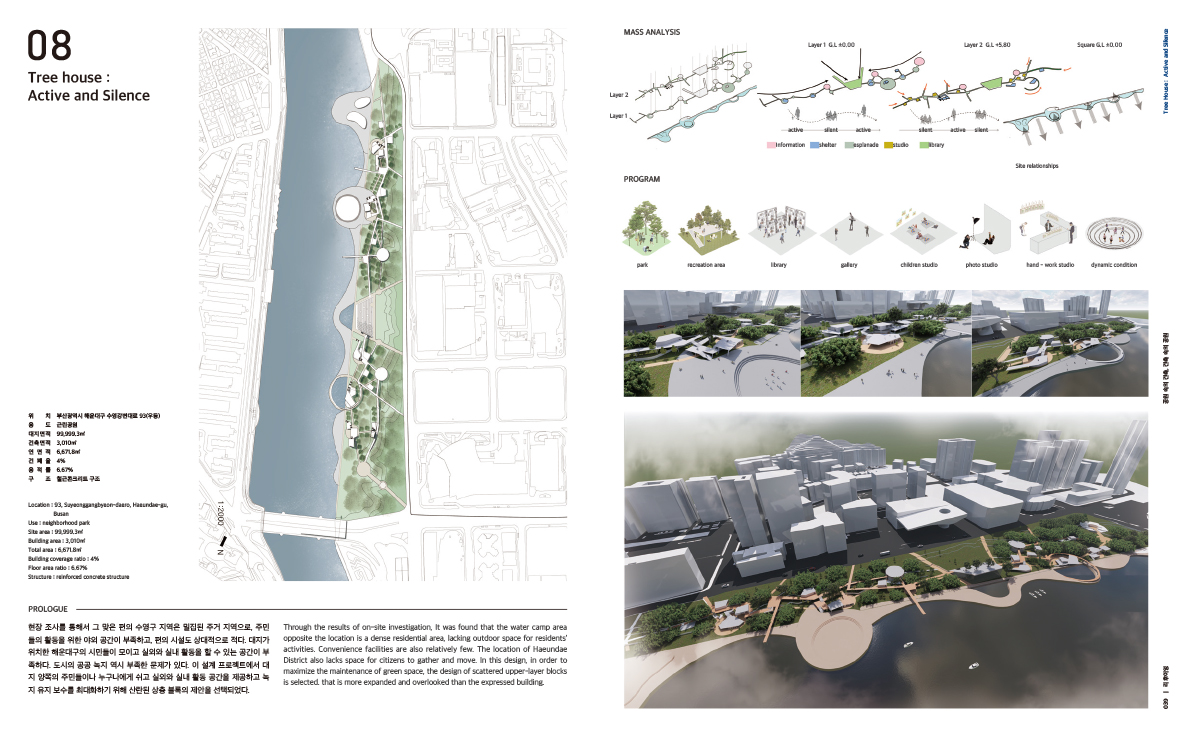 08
Tree house :
Active and Silence
위 치 부산광역시 해운대구 수영강변대로 93(우동)
용 도 근린공원
대지면적 99,999.3㎡
건축면적 3,010㎡
연 면 적 6,671.8㎡
건 폐 율 4%
용 적 률 6.67%
구 조 철근콘크리트 구조
Location : 93, Suyeonggangbyeon-daero, Haeundae-gu,
Busan
Use : neighborhood park
Site area : 99,999.3㎡
Building area : 3,010㎡
Total area : 6,671.8㎡
Building coverage ratio : 4%
Floor area ratio : 6.67%
Structure : reinforced concrete structure
1:2000
N
PROLOGUE
현장 조사를 통해서 그 맞은 편의 수영구 지역은 밀집된 주거 지역으로, 주민
들의 활동을 위한 야외 공간이 부족하고, 편의 시설도 상대적으로 적다. 대지가
위치한 해운대구의 시민들이 모이고 실외와 실내 활동을 할 수 있는 공간이 부
족하다. 도시의 공공 녹지 역시 부족한 문제가 있다. 이 설계 프로젝트에서 대
지 양쪽의 주민들이나 누구나에게 쉬고 실외와 실내 활동 공간을 제공하고 녹
지 유지 보수를 최대화하기 위해 산란된 상층 블록의 제안을 선택되었다.
Through the results of on-site investigation, It was found that the water camp area
opposite the location is a dense residential area, lacking outdoor space for residents'
activities. Convenience facilities are also relatively few. The location of Haeundae
District also lacks space for citizens to gather and move. In this design, in order to
maximize the maintenance of green space, the design of scattered upper-layer blocks
is selected. that is more expanded and overlooked than the expressed building.
MASS ANALYSIS
Layer 1 G.L ±0.00
Layer 2 G.L +5.80
Square G.L ±0.00
Layer 2
Layer 1
active silent active
silent active silent
Information shelter esplanade studio library
Site relationships
PROGRAM
park
recreation area
library
gallery
children studio
photo studio
hand - work studio
dynamic condition
Tree House : Active and Silence
공원 속의 건축, 건축 속의 공원